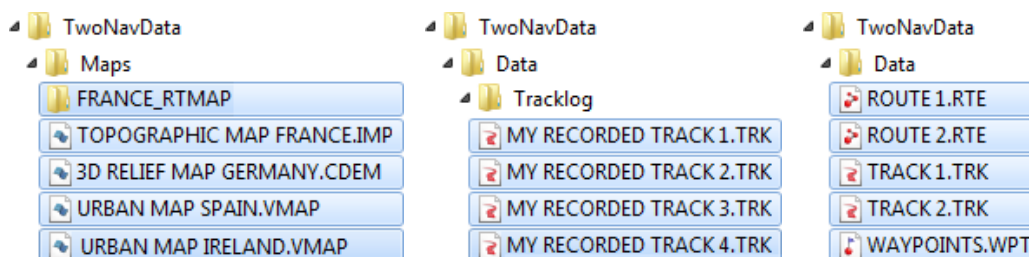 TwoNavData
Maps
FRANCE_RTMAP
TOPOGRAPHIC MAP FRANCE.IMP
3D RELIEF MAP GERMANY.CDEM
URBAN MAP SPAIN.VMAP
URBAN MAP IRELAND.VMAP
TwoNavData
Data
Tracklog
MY RECORDED TRACK 1.TRK
MY RECORDED TRACK 2.TRK
MY RECORDED TRACK 3.TRK
MY RECORDED TRACK 4.TRK
TwoNavData
Data
ROUTE 1.RTE
ROUTE 2.RTE
TRACK 1.TRK
TRACK 2.TRK
WAYPOINTS.WPT